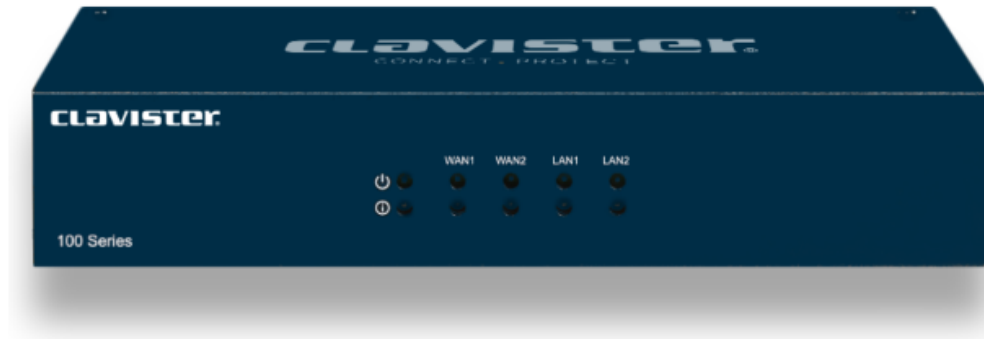 CLAVISTER®
CONNECT. PROTECT
CLAVISTER®
WAN1 WAN2 LAN1 LAN2
100 Series